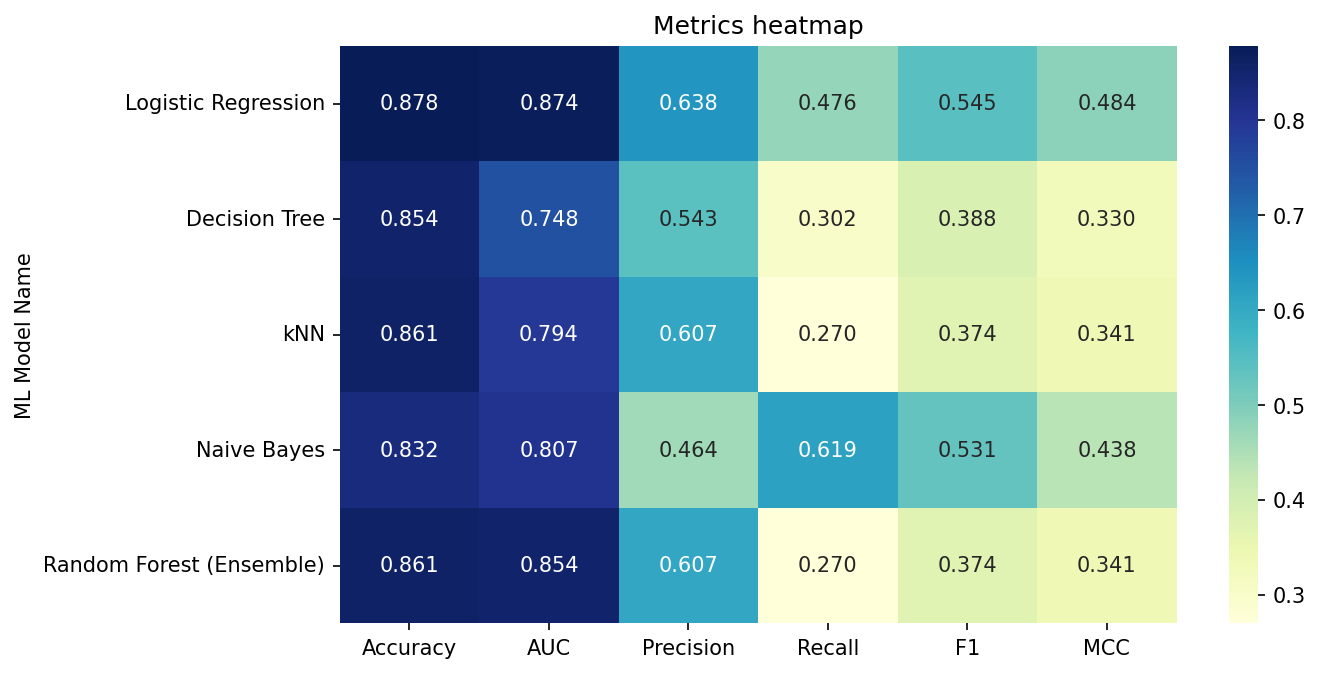 Metrics heatmap
Logistic Regression 0.878 0.874 0.638 0.476 0.545 0.484
Decision Tree 0.854 0.748 0.543 0.302 0.388 0.330
kNN 0.861 0.794 0.607 0.270 0.374 0.341
Naive Bayes 0.832 0.807 0.464 0.619 0.531 0.438
Random Forest (Ensemble) 0.861 0.854 0.607 0.270 0.374 0.341
Accuracy AUC Precision Recall F1 MCC
ML Model Name
0.8
0.7
0.6
0.5
0.4
0.3